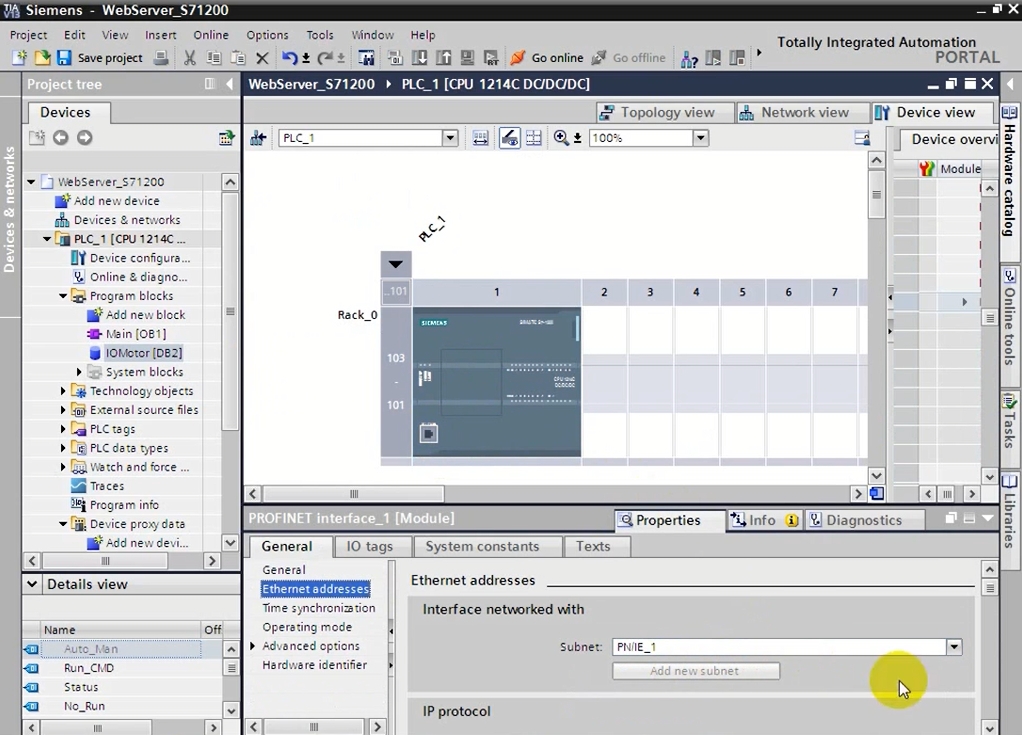 TIA V13 Siemens - WebServer_S71200
Project Edit View Insert Online Options Tools Window Help
Totally Integrated Automation
PORTAL
Save project Go online Go offline
Project tree
WebServer_S71200 PLC_1 [CPU 1214C DC/DC/DC]
Devices
Topology view Network view Device view
PLC_1 100%
Device overvi
Module
WebServer_S71200
Add new device
Devices & networks
PLC_1 [CPU 1214C ...
Device configura...
Online & diagno...
Program blocks
Add new block
Main [OB1]
IOMotor [DB2]
System blocks
Technology objects
External source files
PLC tags
PLC data types
Watch and force ...
Traces
Program info
Device proxy data
Add new devi...
Devices & networks
PLC_1
..101 1 2 3 4 5 6 7
Rack_0
SIEMENS
103
-
101
Hardware catalog
Online tools
Tasks
Libraries
PROFINET interface_1 [Module]
Properties Info Diagnostics
General IO tags System constants Texts
General
Ethernet addresses
Time synchronization
Operating mode
Advanced options
Hardware identifier
Ethernet addresses
Interface networked with
Subnet: PN/IE_1
Add new subnet
IP protocol
Details view
Name Off
Auto_Man
Run_CMD
Status
No_Run